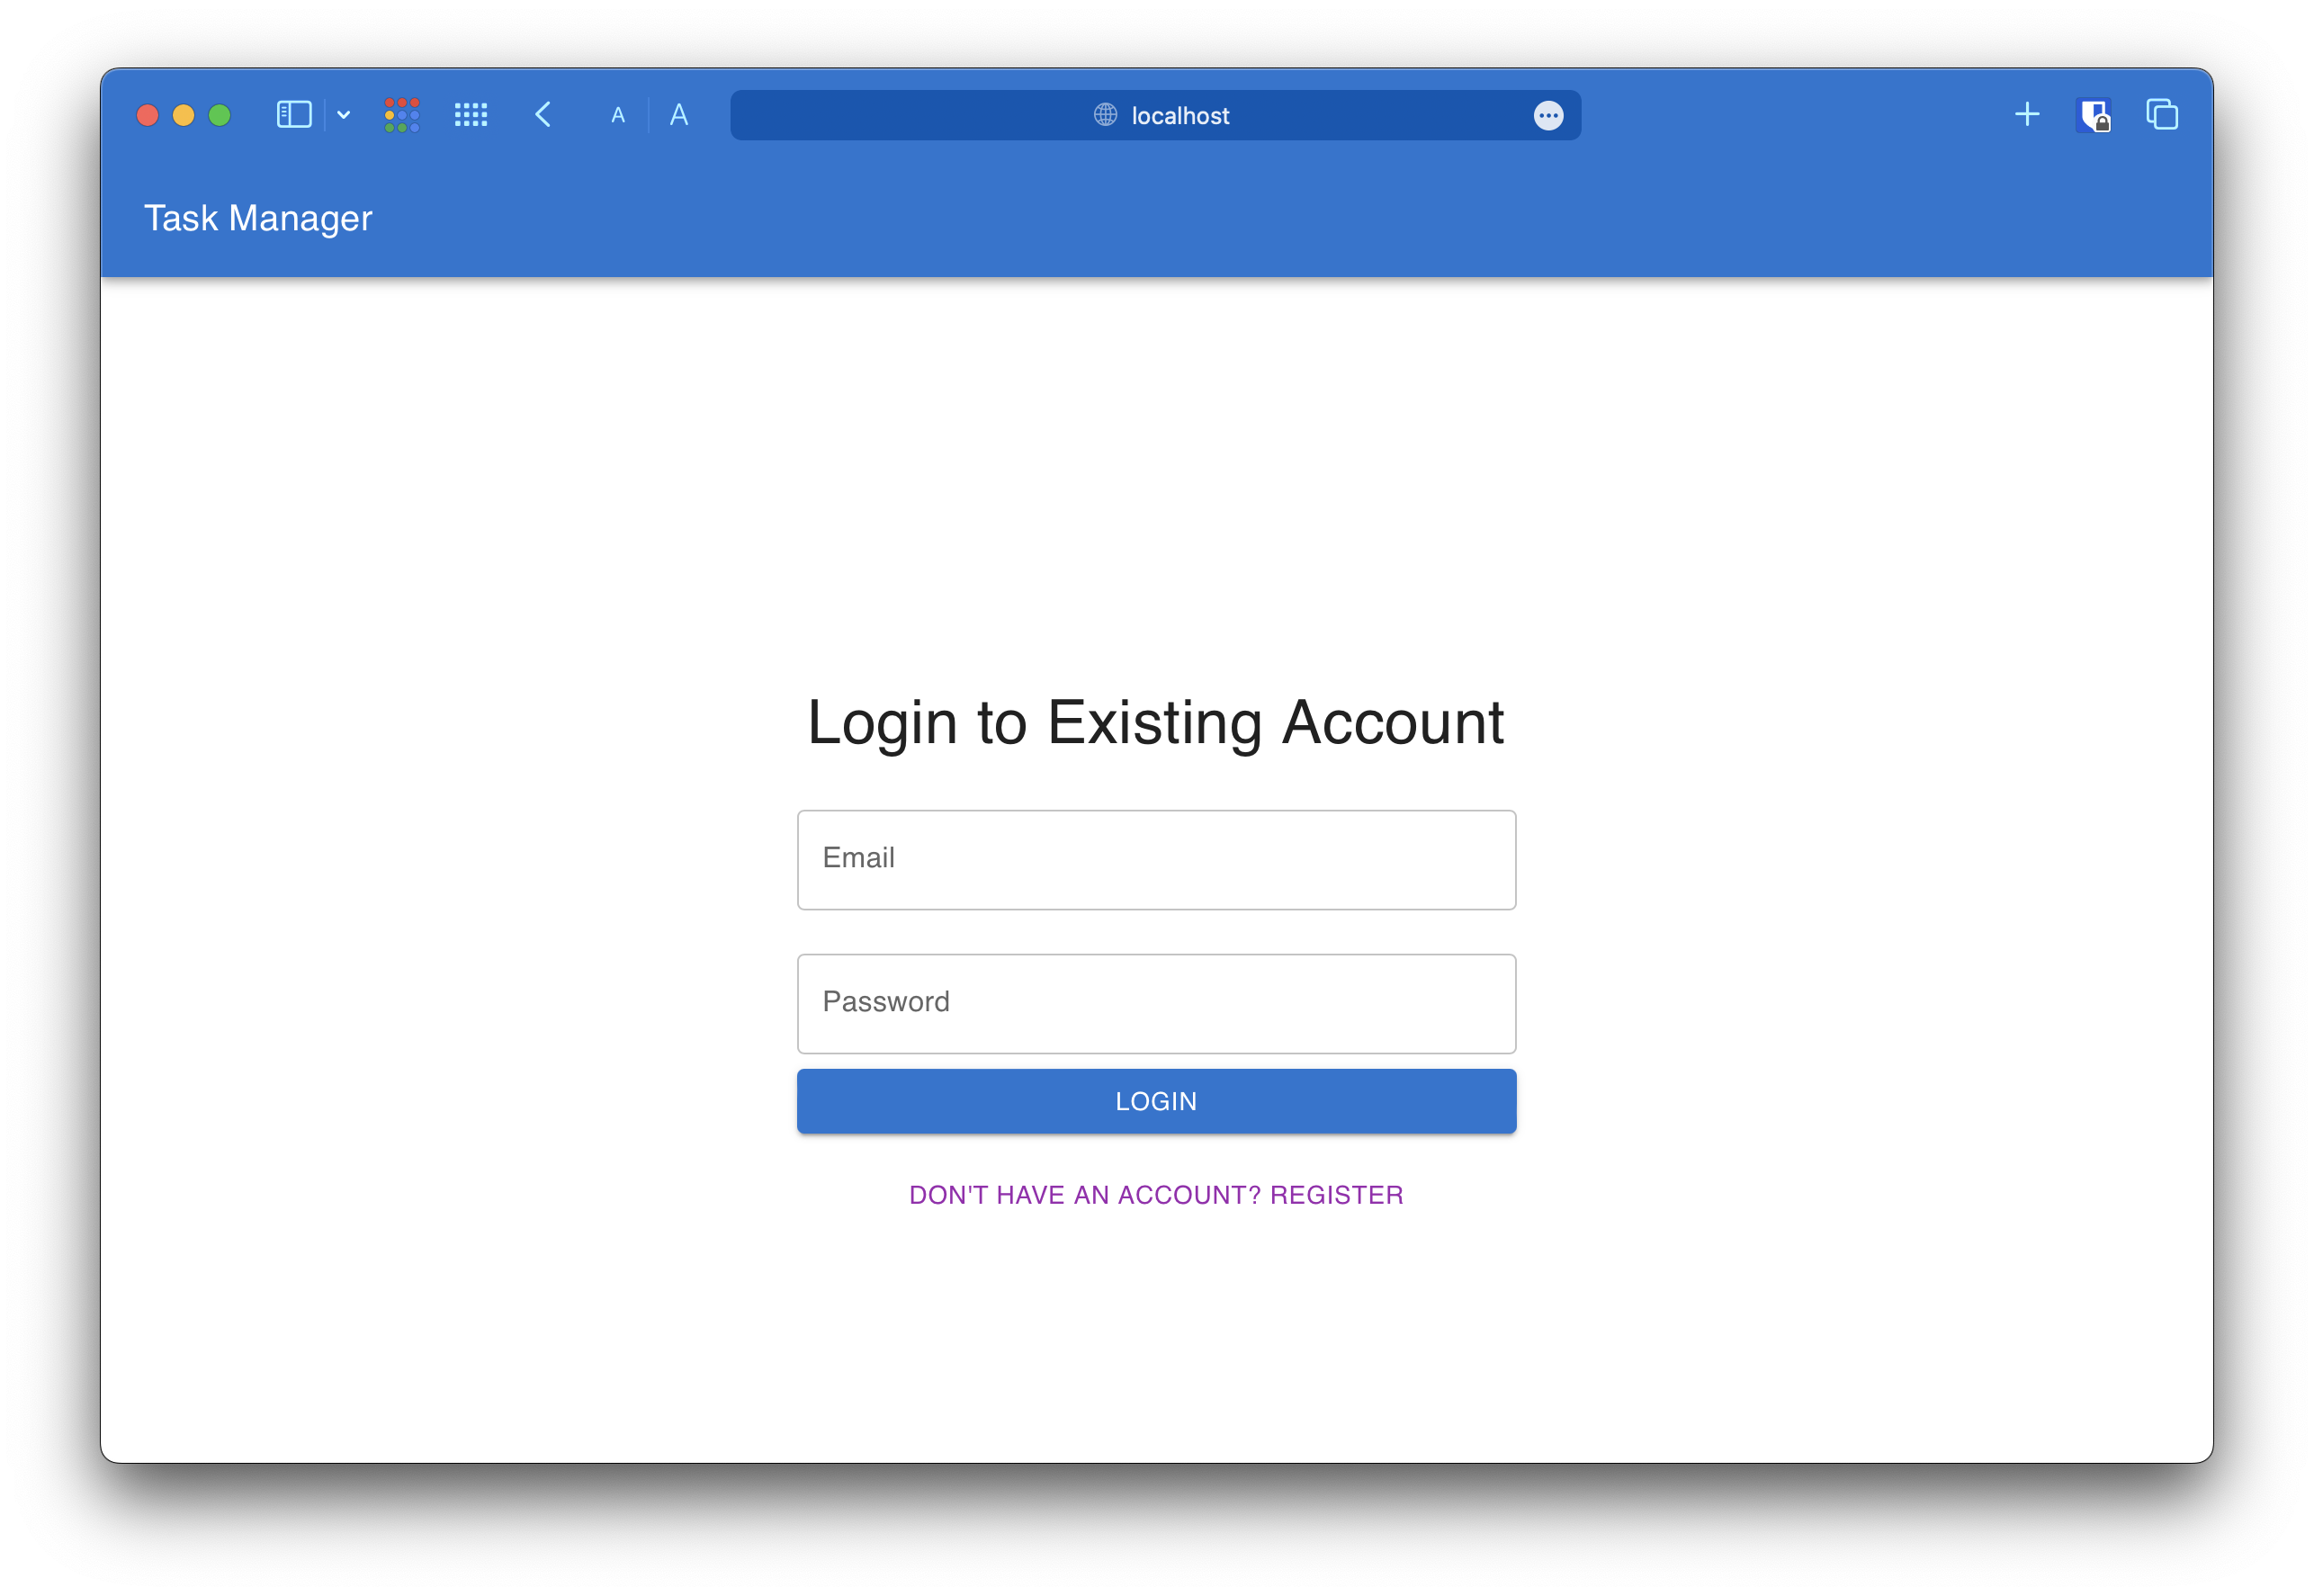 A A localhost
Task Manager
Login to Existing Account
Email
Password
LOGIN
DON'T HAVE AN ACCOUNT? REGISTER